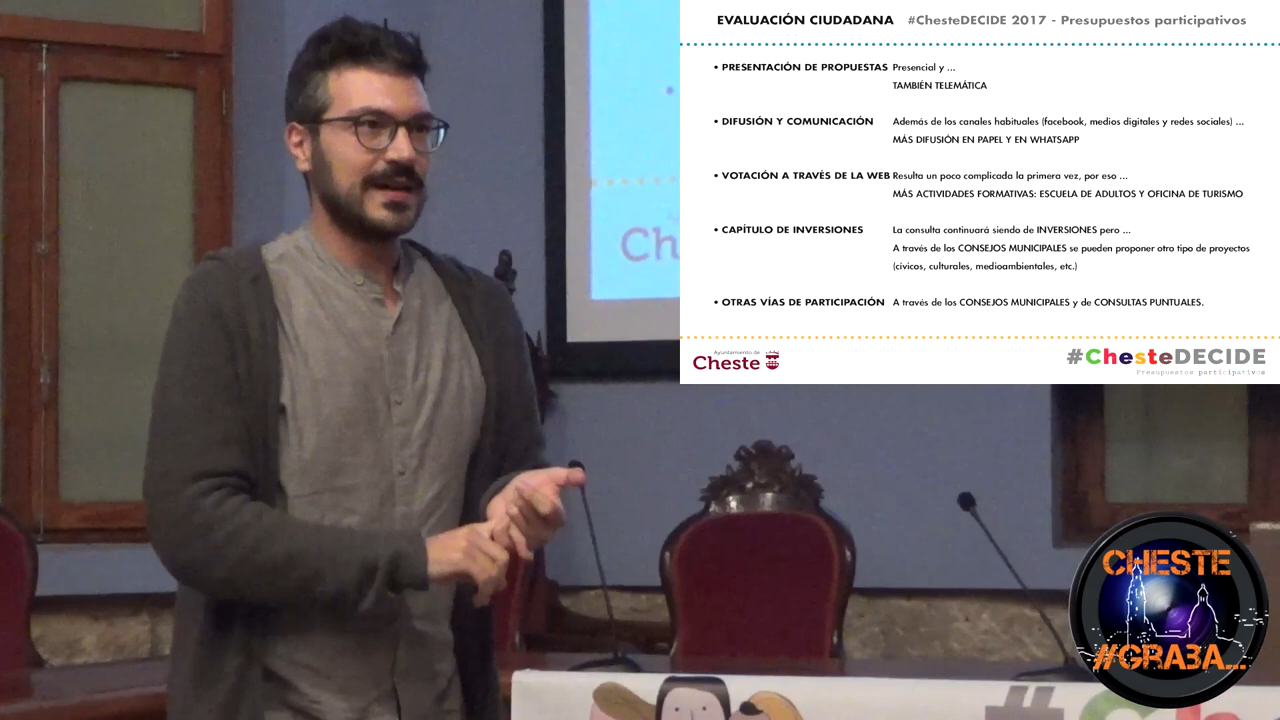 EVALUACIÓN CIUDADANA #ChesteDECIDE 2017 - Presupuestos participativos
• PRESENTACIÓN DE PROPUESTAS Presencial y ...
TAMBIÉN TELEMÁTICA
• DIFUSIÓN Y COMUNICACIÓN Además de los canales habituales (facebook, medios digitales y redes sociales) ...
MÁS DIFUSIÓN EN PAPEL Y EN WHATSAPP
• VOTACIÓN A TRAVÉS DE LA WEB Resulta un poco complicada la primera vez, por eso ...
MÁS ACTIVIDADES FORMATIVAS: ESCUELA DE ADULTOS Y OFICINA DE TURISMO
• CAPÍTULO DE INVERSIONES La consulta continuará siendo de INVERSIONES pero ...
A través de los CONSEJOS MUNICIPALES se pueden proponer otro tipo de proyectos
(cívicos, culturales, medioambientales, etc.)
• OTRAS VÍAS DE PARTICIPACIÓN A través de los CONSEJOS MUNICIPALES y de CONSULTAS PUNTUALES.
Ayuntamiento de
Cheste
#ChesteDECIDE
Presupuestos participativos
Ch
CHESTE
#GRABA...
#Ch